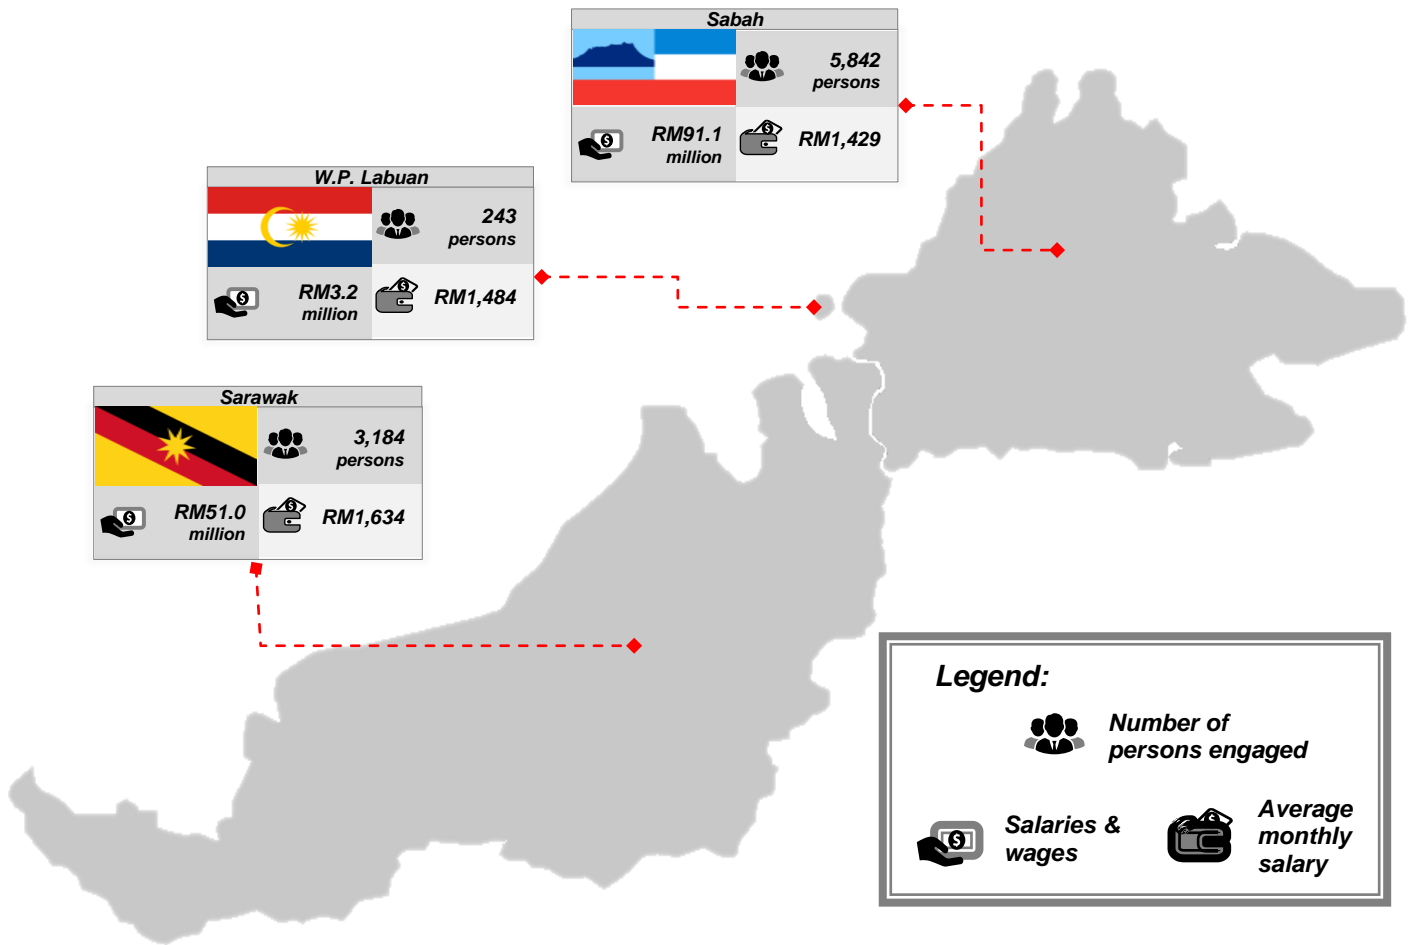 Sabah
5,842
persons
RM91.1
million
RM1,429
W.P. Labuan
243
persons
RM3.2
million
RM1,484
Sarawak
3,184
persons
RM51.0
million
RM1,634
Legend:
Number of
persons engaged
Salaries &
wages
Average
monthly
salary